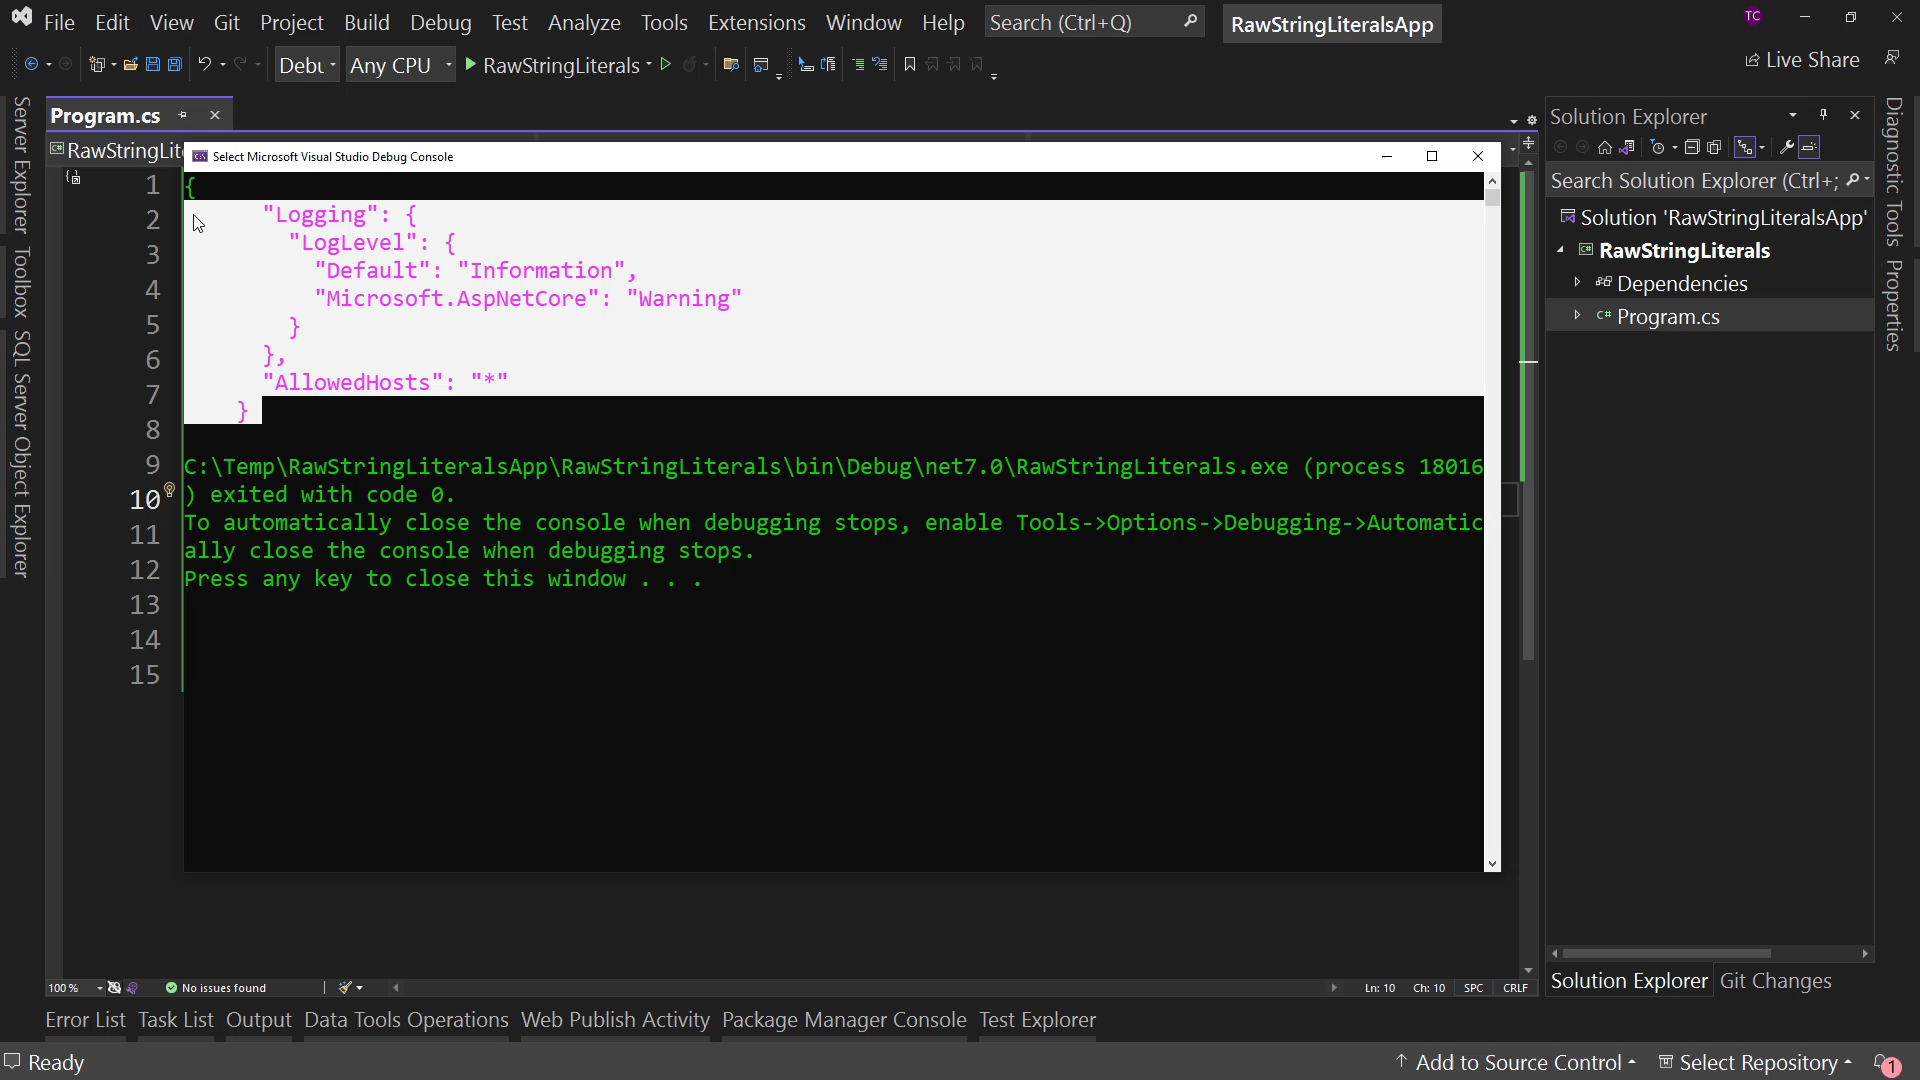 File Edit View Git Project Build Debug Test Analyze Tools Extensions Window Help Search (Ctrl+Q) RawStringLiteralsApp TC
Debu Any CPU RawStringLiterals Live Share
Server Explorer
Toolbox
SQL Server Object Explorer
Program.cs
RawStringLit
Select Microsoft Visual Studio Debug Console
1
2
3
4
5
6
7
8
9
10
11
12
13
14
15
{
"Logging": {
"LogLevel": {
"Default": "Information",
"Microsoft.AspNetCore": "Warning"
}
},
"AllowedHosts": "*"
}
C:\Temp\RawStringLiteralsApp\RawStringLiterals\bin\Debug\net7.0\RawStringLiterals.exe (process 18016
) exited with code 0.
To automatically close the console when debugging stops, enable Tools->Options->Debugging->Automatic
ally close the console when debugging stops.
Press any key to close this window . . .
Solution Explorer
Search Solution Explorer (Ctrl+;
Solution 'RawStringLiteralsApp'
C# RawStringLiterals
Dependencies
C# Program.cs
Diagnostic Tools
Properties
100 % No issues found Ln: 10 Ch: 10 SPC CRLF
Solution Explorer Git Changes
Error List Task List Output Data Tools Operations Web Publish Activity Package Manager Console Test Explorer
Ready Add to Source Control Select Repository 1